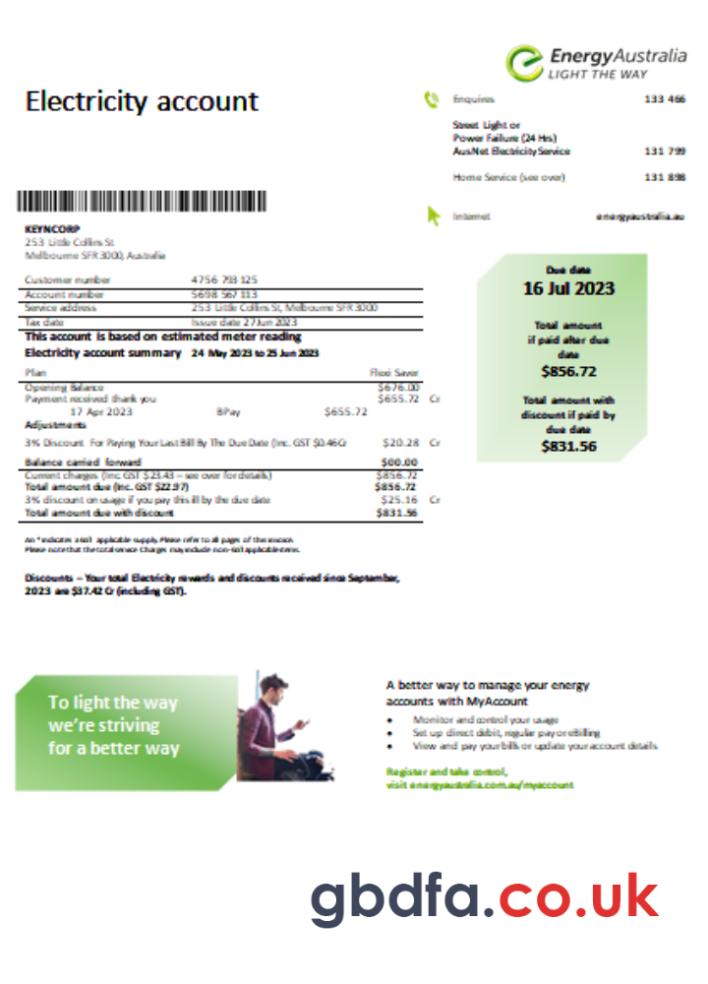 EnergyAustralia
LIGHT THE WAY
Electricity account
Enquires 133 466
Street Light or
Power Failure (24 Hrs)
AusNet Electricity Service 131 799
Home Service (see over) 131 898
Internet energyaustralia.au
KEYNCORP
253 Little Collins St
Melbourne SFR 3000, Australia
Customer number 4756 793 125
Account number 5698 567 113
Service address 253 Little Collins St, Melbourne SFR 3000
Tax date Issue date 27 Jun 2023
This account is based on estimated meter reading
Electricity account summary 24 May 2023 to 25 Jun 2023
Plan Flexi Saver
Opening Balance $676.00
Payment received thank you $655.72 Cr
17 Apr 2023 BPay $655.72
Adjustments
3% Discount For Paying Your Last Bill By The Due Date (Inc. GST $0.46Cr $20.28 Cr
Balance carried forward $00.00
Current charges (Inc. GST $23.43 – see over for details) $856.72
Total amount due (Inc. GST $22.97) $856.72
3% discount on usage if you pay this ill by the due date $25.16 Cr
Total amount due with discount $831.56
Due date
16 Jul 2023
Total amount
if paid after due
date
$856.72
Total amount with
discount if paid by
due date
$831.56
An * indicates a applicable supply. Please refer to all pages of this invoice.
Please note that the total service Charges may include non- applicable items.
Discounts – Your total Electricity rewards and discounts received since September,
2023 are $37.42 Cr (including GST).
To light the way
we're striving
for a better way
A better way to manage your energy
accounts with MyAccount
• Monitor and control your usage
• Set up direct debit, regular pay or eBilling
• View and pay your bills or update your account details
Register and take control,
visit energyaustralia.com.au/myaccount
gbdfa.co.uk